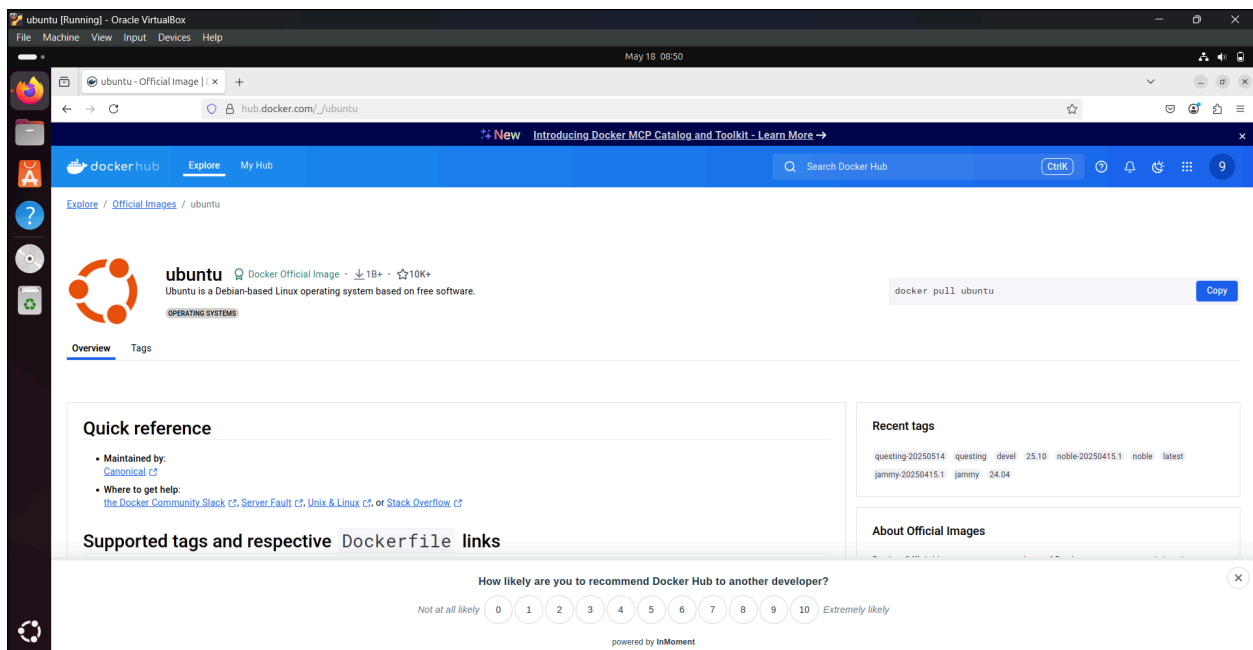 ubuntu [Running] - Oracle VirtualBox
File Machine View Input Devices Help
May 18 08:50
ubuntu - Official Image |
hub.docker.com/_/ubuntu
New Introducing Docker MCP Catalog and Toolkit - Learn More →
dockerhub Explore My Hub Search Docker Hub CtrlK 9
Explore / Official Images / ubuntu
ubuntu Docker Official Image · 1B+ · 10K+
Ubuntu is a Debian-based Linux operating system based on free software.
OPERATING SYSTEMS
docker pull ubuntu Copy
Overview Tags
Quick reference
• Maintained by:
Canonical
• Where to get help:
the Docker Community Slack, Server Fault, Unix & Linux, or Stack Overflow
Supported tags and respective Dockerfile links
Recent tags
questing-20250514 questing devel 25.10 noble-20250415.1 noble latest
jammy-20250415.1 jammy 24.04
About Official Images
How likely are you to recommend Docker Hub to another developer?
Not at all likely 0 1 2 3 4 5 6 7 8 9 10 Extremely likely
powered by InMoment